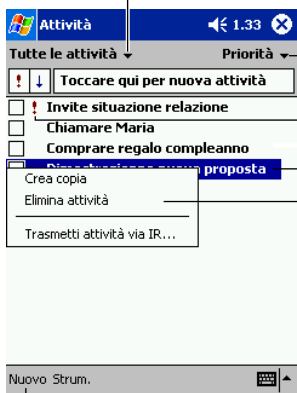 Attività 1.33
Tutte le attività Priorità
! ↓ Toccare qui per nuova attività
! Invite situazione relazione
Chiamare Maria
Comprare regalo compleanno
proposta
Crea copia
Elimina attività
Trasmetti attività via IR...
Nuovo Strum.